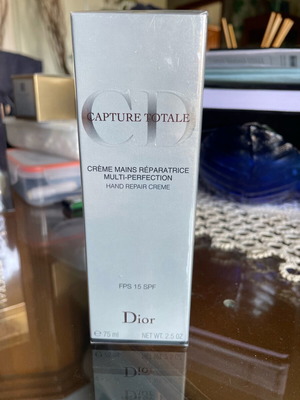 CD
CAPTURE TOTALE
CRÈME MAINS RÉPARATRICE
MULTI-PERFECTION
HAND REPAIR CREME
FPS 15 SPF
Dior
℮ 75 ml NET WT. 2.5 OZ